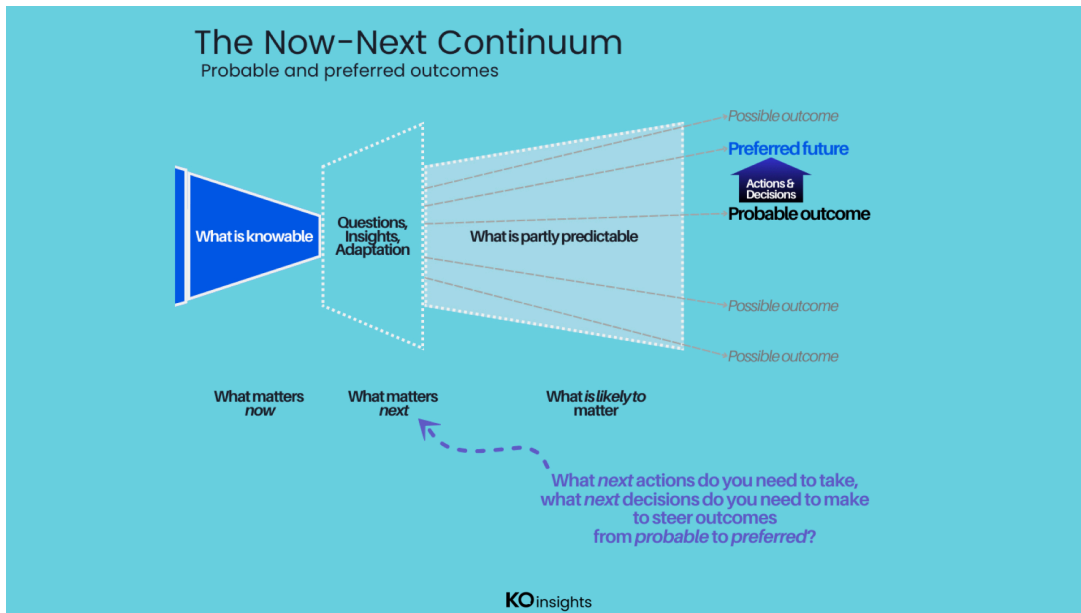 The Now-Next Continuum
Probable and preferred outcomes
Possible outcome
Preferred future
Actions &
Decisions
Probable outcome
What is knowable
Questions,
Insights,
Adaptation
What is partly predictable
Possible outcome
Possible outcome
What matters
now
What matters
next
What is likely to
matter
What next actions do you need to take,
what next decisions do you need to make
to steer outcomes
from probable to preferred?
KO insights